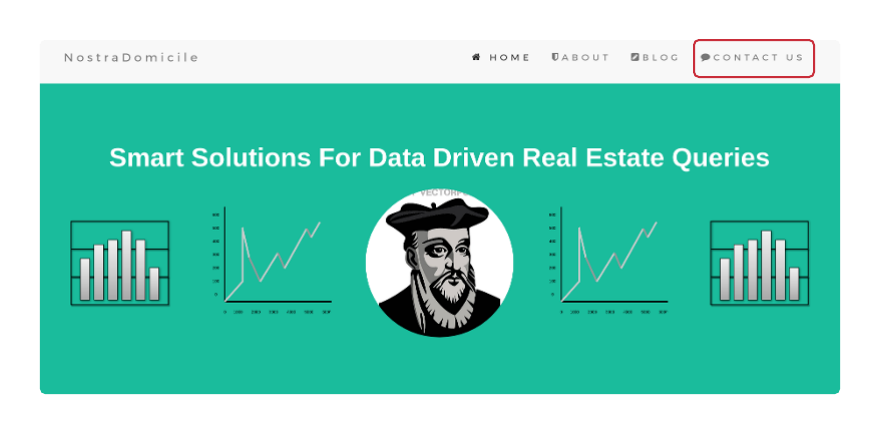 NostraDomicile
HOME
ABOUT
BLOG
CONTACT US
Smart Solutions For Data Driven Real Estate Queries